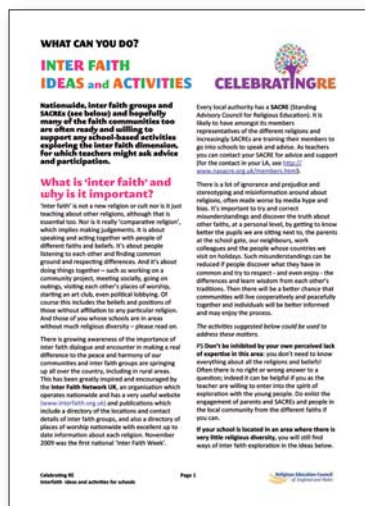 WHAT CAN YOU DO?
INTER FAITH
IDEAS and ACTIVITIES
CELEBRATINGRE
Nationwide, inter faith groups and
SACREs (see below) and hopefully
many of the faith communities too
are often ready and willing to
support any school-based activities
exploring the inter faith dimension,
for which teachers might ask advice
and participation.
What is 'inter faith' and
why is it important?
'Inter faith' is not a new religion or cult nor is it just
teaching about other religions, although that is
essential too. Nor is it really 'comparative religion',
which implies making judgements. It is about
speaking and acting together with people of
different faiths and beliefs. It's about people
listening to each other and finding common
ground and respecting differences. And it's about
doing things together – such as working on a
community project, meeting socially, going on
outings, visiting each other's places of worship,
starting an art club, even political lobbying. Of
course this includes the beliefs and positions of
those without affiliation to any particular religion.
And those of you whose schools are in areas
without much religious diversity – please read on.
There is growing awareness of the importance of
inter faith dialogue and encounter in making a real
difference to the peace and harmony of our
communities and inter faith groups are springing
up all over the country, including in rural areas.
This has been greatly inspired and encouraged by
the Inter Faith Network UK, an organisation which
operates nationwide and has a very useful website
(www.interfaith.org.uk) and publications which
include a directory of the locations and contact
details of inter faith groups, and also a directory of
places of worship nationwide with excellent up to
date information about each religion. November
2009 was the first national 'Inter Faith Week'.
Every local authority has a SACRE (Standing
Advisory Council for Religious Education). It is
likely to have amongst its members
representatives of the different religions and
increasingly SACREs are training their members to
go into schools to speak and advise. As teachers
you can contact your SACRE for advice and support
(for the contact in your LA, see http://
www.nasacre.org.uk/members.html).
There is a lot of ignorance and prejudice and
stereotyping and misinformation around about
religions, often made worse by media hype and
bias. It's important to try and correct
misunderstandings and discover the truth about
other faiths, at a personal level, by getting to know
better the pupils we are sitting next to, the parents
at the school gate, our neighbours, work
colleagues and the people whose countries we
visit on holidays. Such misunderstandings can be
reduced if people discover what they have in
common and try to respect - and even enjoy - the
differences and learn wisdom from each other's
traditions. Then there will be a better chance that
communities will live cooperatively and peacefully
together and individuals will be better informed
and may enjoy the process.
The activities suggested below could be used to
address these matters.
PS Don't be inhibited by your own perceived lack
of expertise in this area: you don't need to know
everything about all the religions and beliefs!
Often there is no right or wrong answer to a
question; indeed it can be helpful if you as the
teacher are willing to enter into the spirit of
exploration with the young people. Do enlist the
engagement of parents and SACREs and people in
the local community from the different faiths if
you can.
If your school is located in an area where there is
very little religious diversity, you will still find
ways of inter faith exploration in the ideas below.
Celebrating RE
Interfaith ideas and activities for schools
Page 1
Religious Education Council
of England and Wales